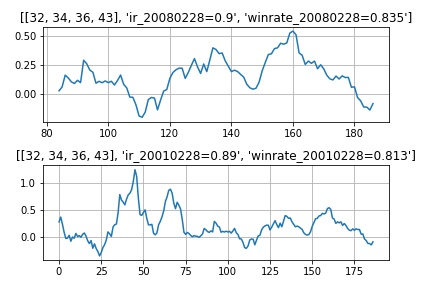 [[32, 34, 36, 43], 'ir_20080228=0.9', 'winrate_20080228=0.835']
0.50
0.25
0.00
80 100 120 140 160 180
[[32, 34, 36, 43], 'ir_20010228=0.89', 'winrate_20010228=0.813']
1.0
0.5
0.0
0 25 50 75 100 125 150 175